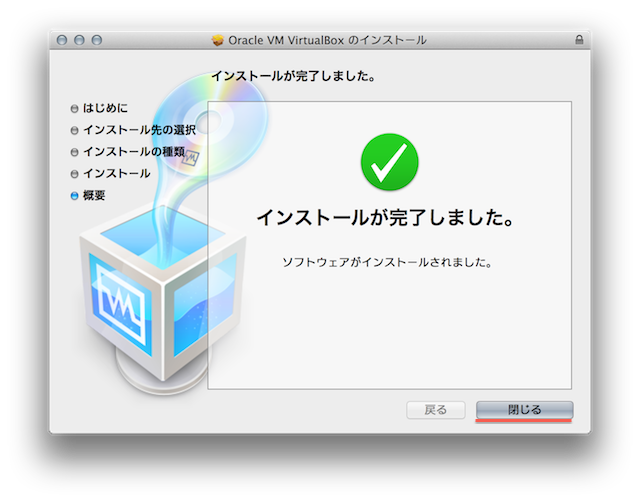 Oracle VM VirtualBox のインストール
インストールが完了しました。
はじめに
インストール先の選択
インストールの種類
インストール
概要
インストールが完了しました。
ソフトウェアがインストールされました。
戻る
閉じる